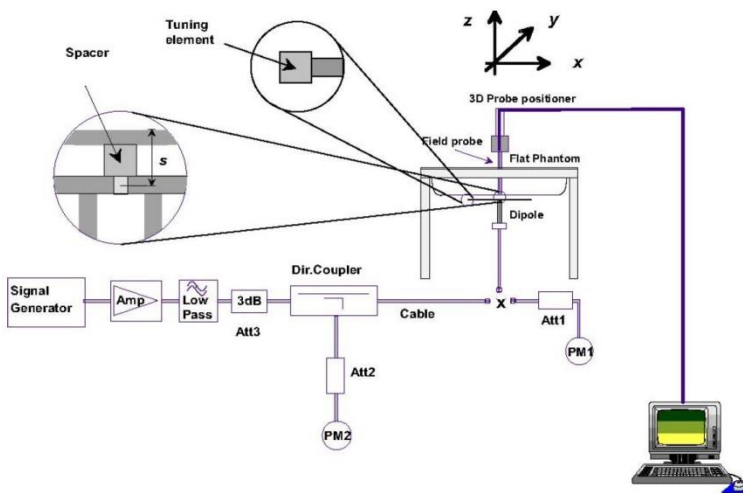 Tuning
element
z
y
x
Spacer
3D Probe positioner
Field probe
Flat Phantom
s
Dipole
Dir.Coupler
Signal
Generator
Amp
Low
Pass
3dB
Cable
x
Att1
Att3
PM1
Att2
PM2